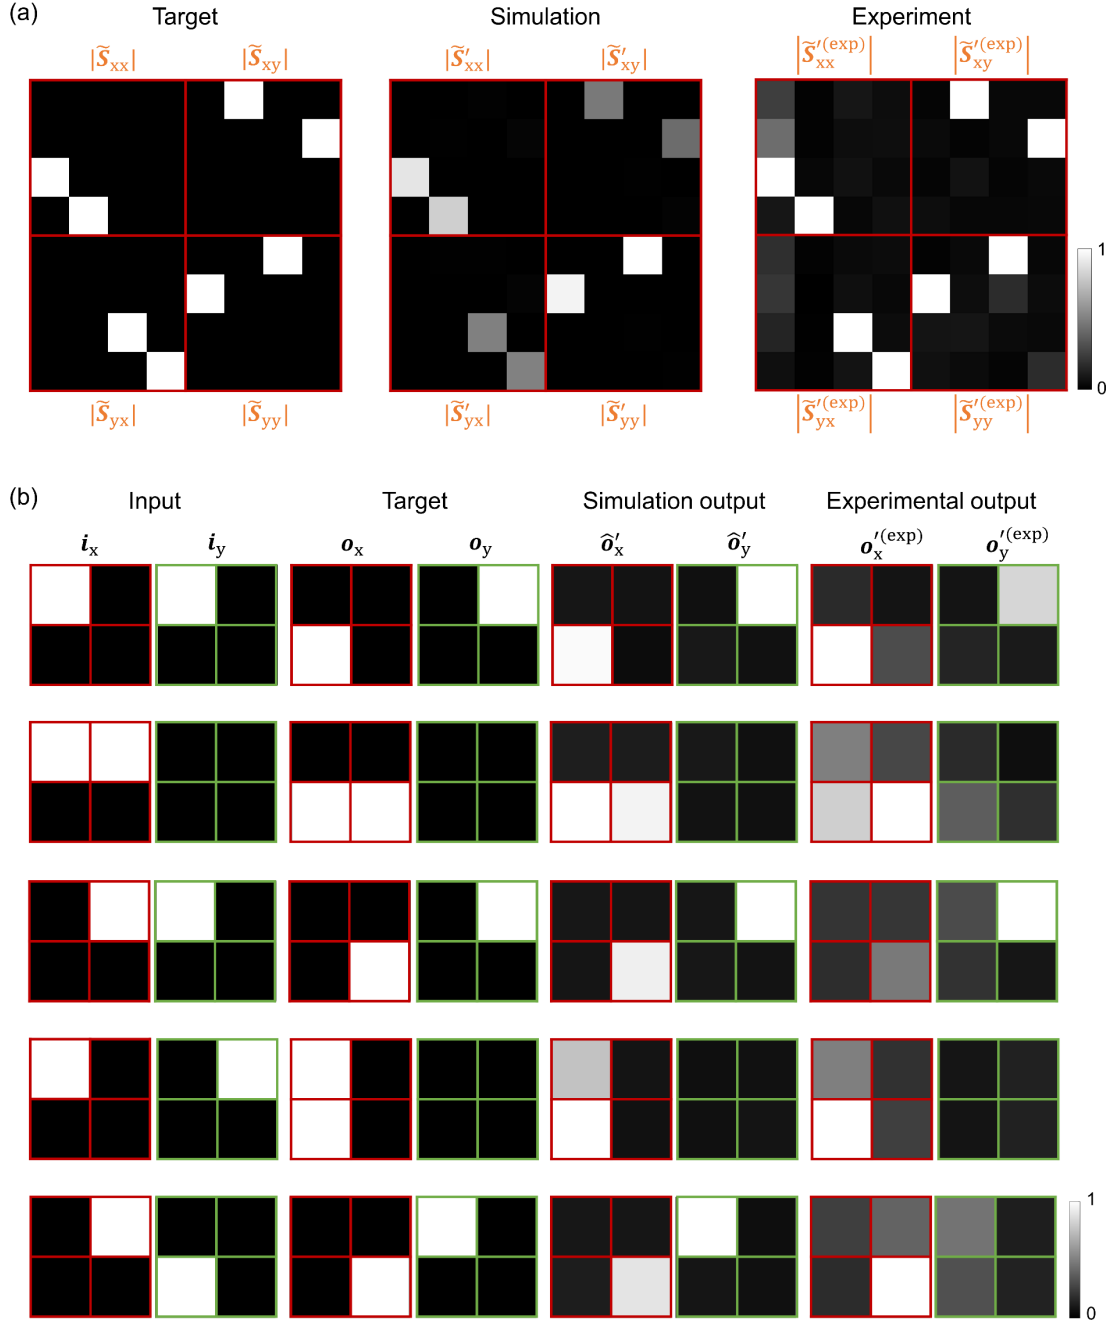 (a) Target Simulation Experiment
|S̃xx| |S̃xy| |S̃′xx| |S̃′xy| |S̃′(exp)xx| |S̃′(exp)xy|
1
0
|S̃yx| |S̃yy| |S̃′yx| |S̃′yy| |S̃′(exp)yx| |S̃′(exp)yy|
(b) Input Target Simulation output Experimental output
ix iy ox oy ô′x ô′y o′(exp)x o′(exp)y
1
0